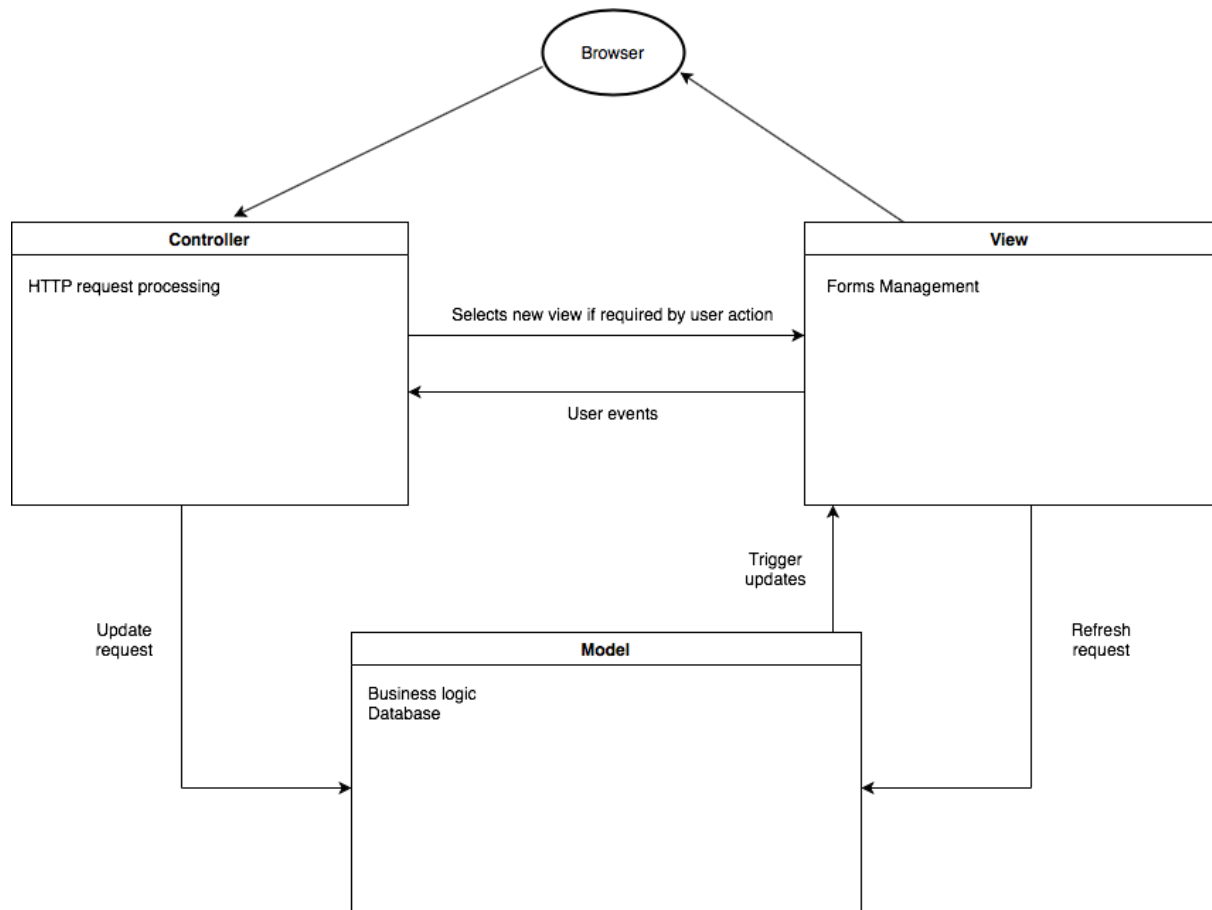 Browser
Controller
View
HTTP request processing
Forms Management
Selects new view if required by user action
User events
Trigger
updates
Update
request
Refresh
request
Model
Business logic
Database